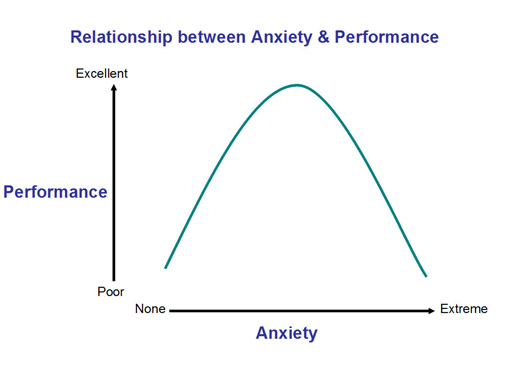 Relationship between Anxiety & Performance
Excellent
Performance
Poor
None
Extreme
Anxiety